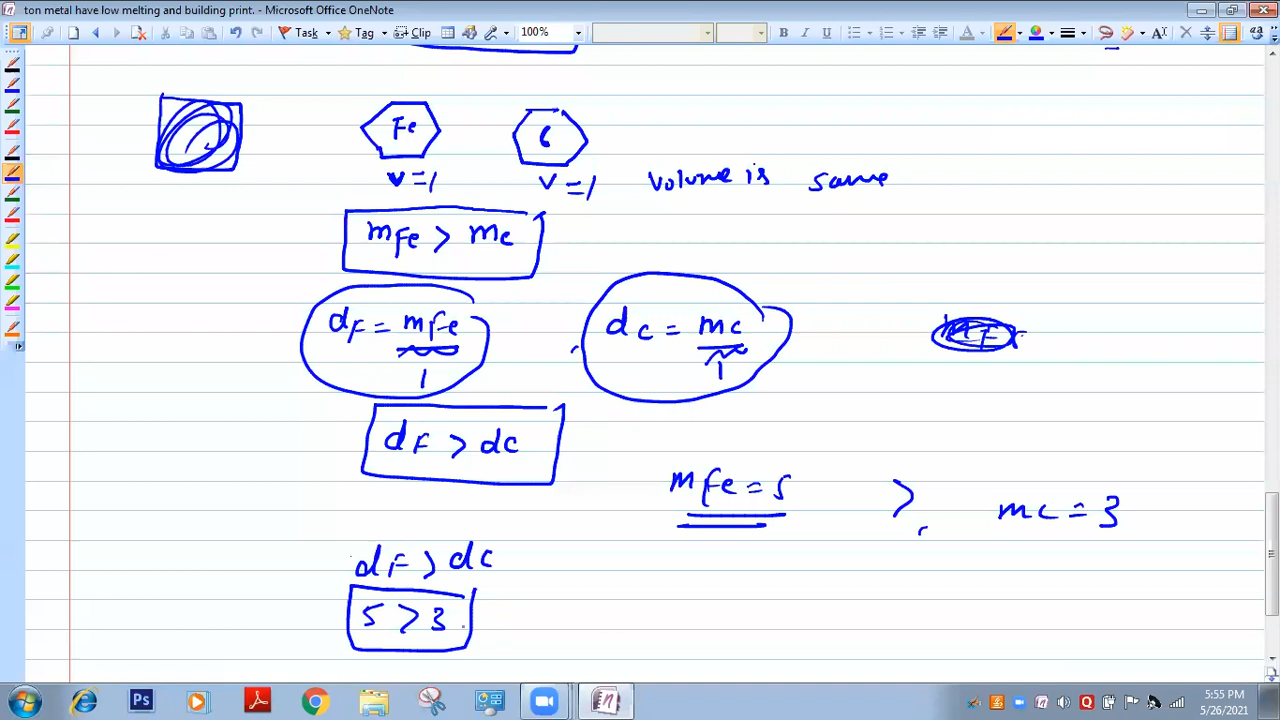 ton metal have low melting and building print. - Microsoft Office OneNote
Task Tag Clip 100% B I U
Fe C
v=1 v=1 volume is same
mFe > mc
dF = mFe/1 dc = mc/1
dF > dc
mFe = 5 > mc = 3
dF > dc
5 > 3
5:55 PM
5/26/2021